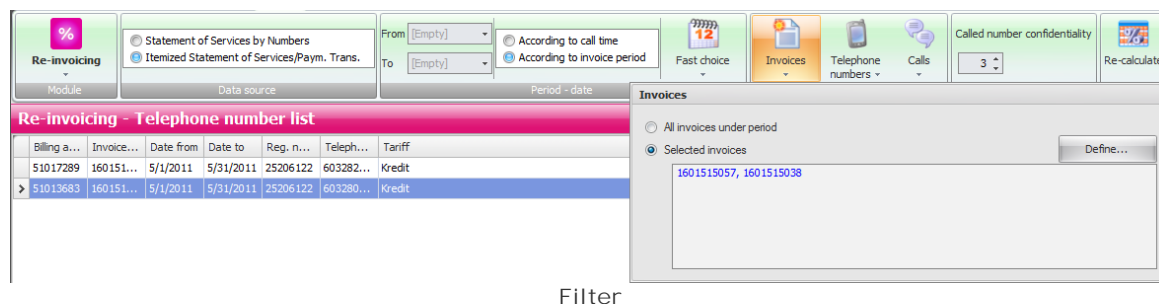 Re-invoicing
Module
Statement of Services by Numbers
Itemized Statement of Services/Paym. Trans.
Data source
From [Empty]
To [Empty]
According to call time
According to invoice period
Period - date
12
Fast choice
Invoices
Telephone
numbers
Calls
Called number confidentiality
3
Re-calculate
Re-invoicing - Telephone number list
Billing a... Invoice... Date from Date to Reg. n... Teleph... Tariff
51017289 160151... 5/1/2011 5/31/2011 25206122 603282... Kredit
51013683 160151... 5/1/2011 5/31/2011 25206122 603280... Kredit
Invoices
All invoices under period
Selected invoices
Define...
1601515057, 1601515038
Filter